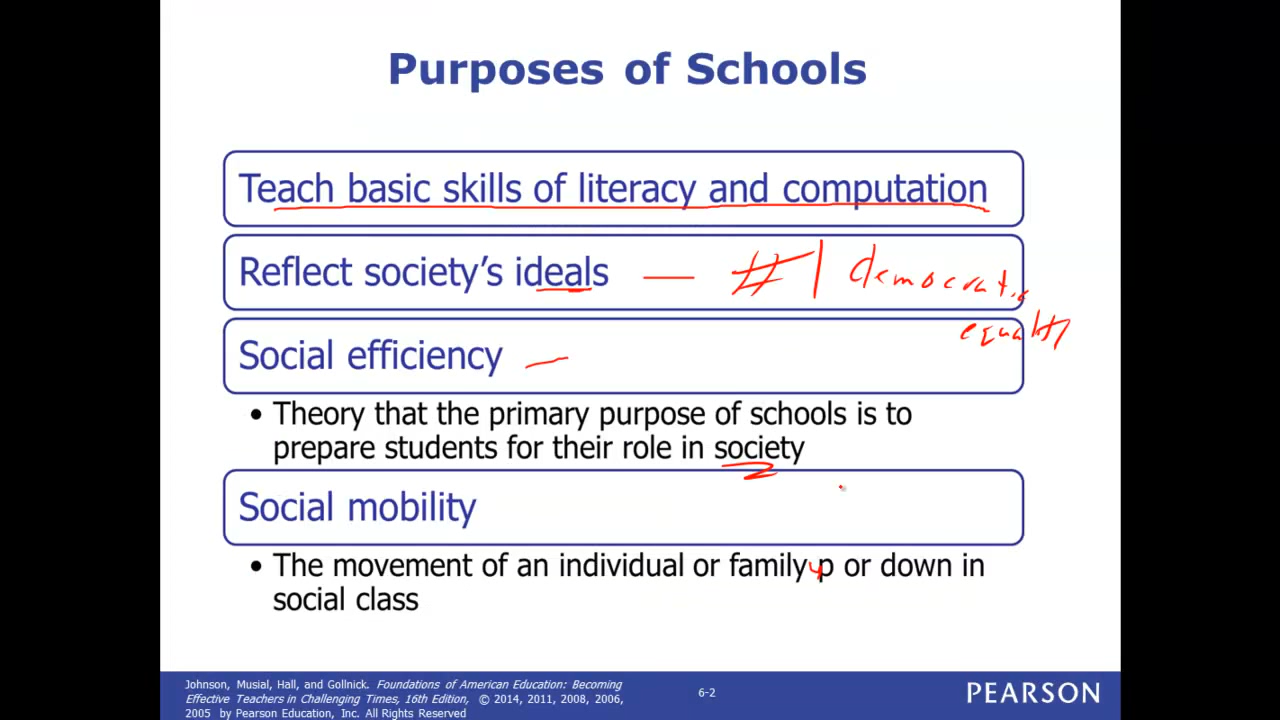 Purposes of Schools
Teach basic skills of literacy and computation
Reflect society's ideals — #1 democratic
equality
Social efficiency —
• Theory that the primary purpose of schools is to
prepare students for their role in society
Social mobility
• The movement of an individual or family up or down in
social class
Johnson, Musial, Hall, and Gollnick. Foundations of American Education: Becoming
Effective Teachers in Challenging Times, 16th Edition, © 2014, 2011, 2008, 2006,
2005 by Pearson Education, Inc. All Rights Reserved
6-2
PEARSON